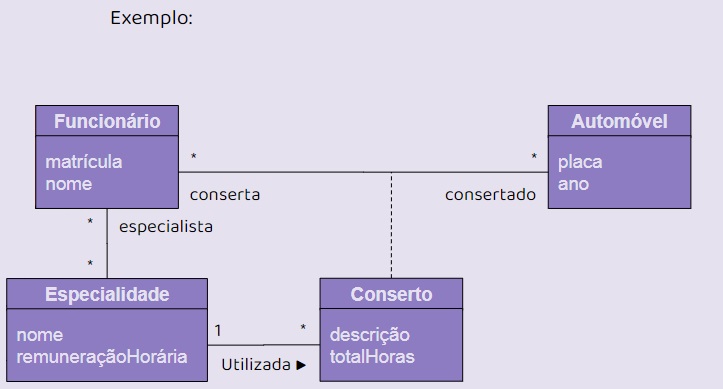 Exemplo:
Funcionário
matrícula
nome
Automóvel
placa
ano
*
*
conserta
consertado
*
especialista
*
Especialidade
nome
remuneraçãoHorária
Conserto
descrição
totalHoras
1
*
Utilizada ►